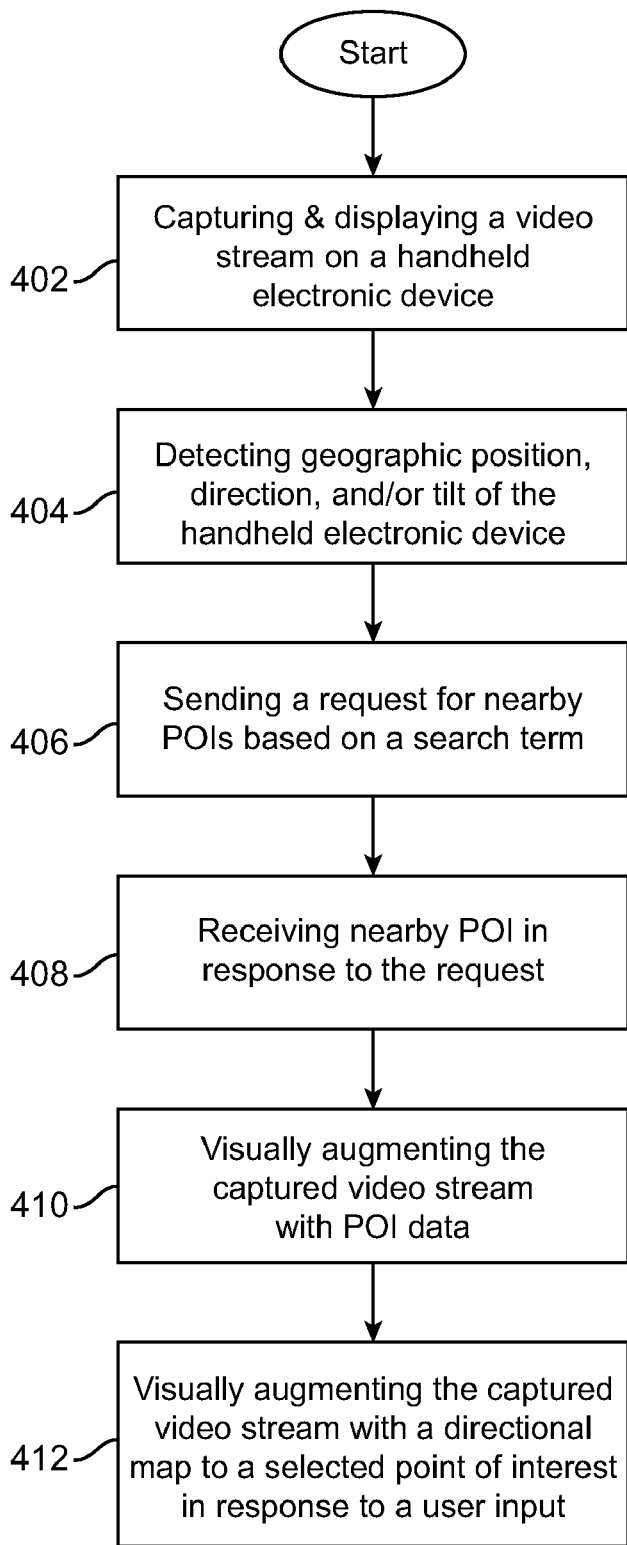 Start
402
Capturing & displaying a video
stream on a handheld
electronic device
404
Detecting geographic position,
direction, and/or tilt of the
handheld electronic device
406
Sending a request for nearby
POIs based on a search term
408
Receiving nearby POI in
response to the request
410
Visually augmenting the
captured video stream
with POI data
412
Visually augmenting the captured
video stream with a directional
map to a selected point of interest
in response to a user input